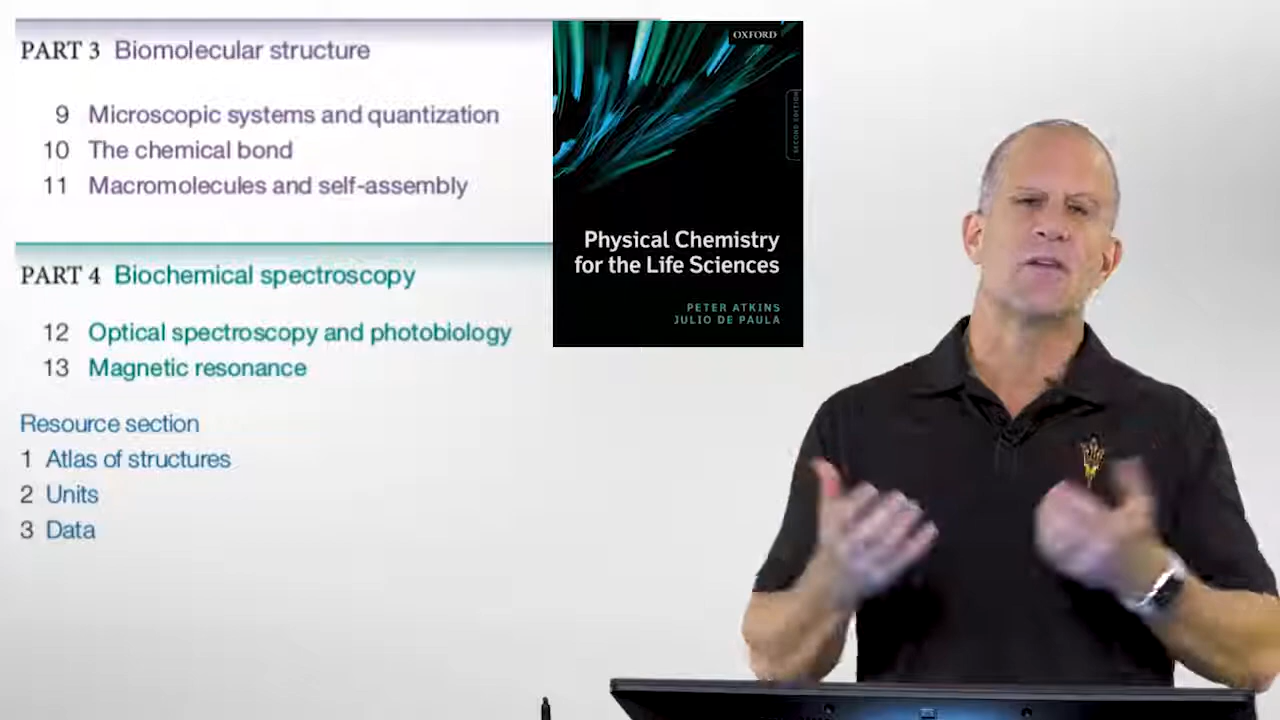 PART 3 Biomolecular structure
9 Microscopic systems and quantization
10 The chemical bond
11 Macromolecules and self-assembly
PART 4 Biochemical spectroscopy
12 Optical spectroscopy and photobiology
13 Magnetic resonance
Resource section
1 Atlas of structures
2 Units
3 Data
OXFORD
SECOND EDITION
Physical Chemistry
for the Life Sciences
PETER ATKINS
JULIO DE PAULA